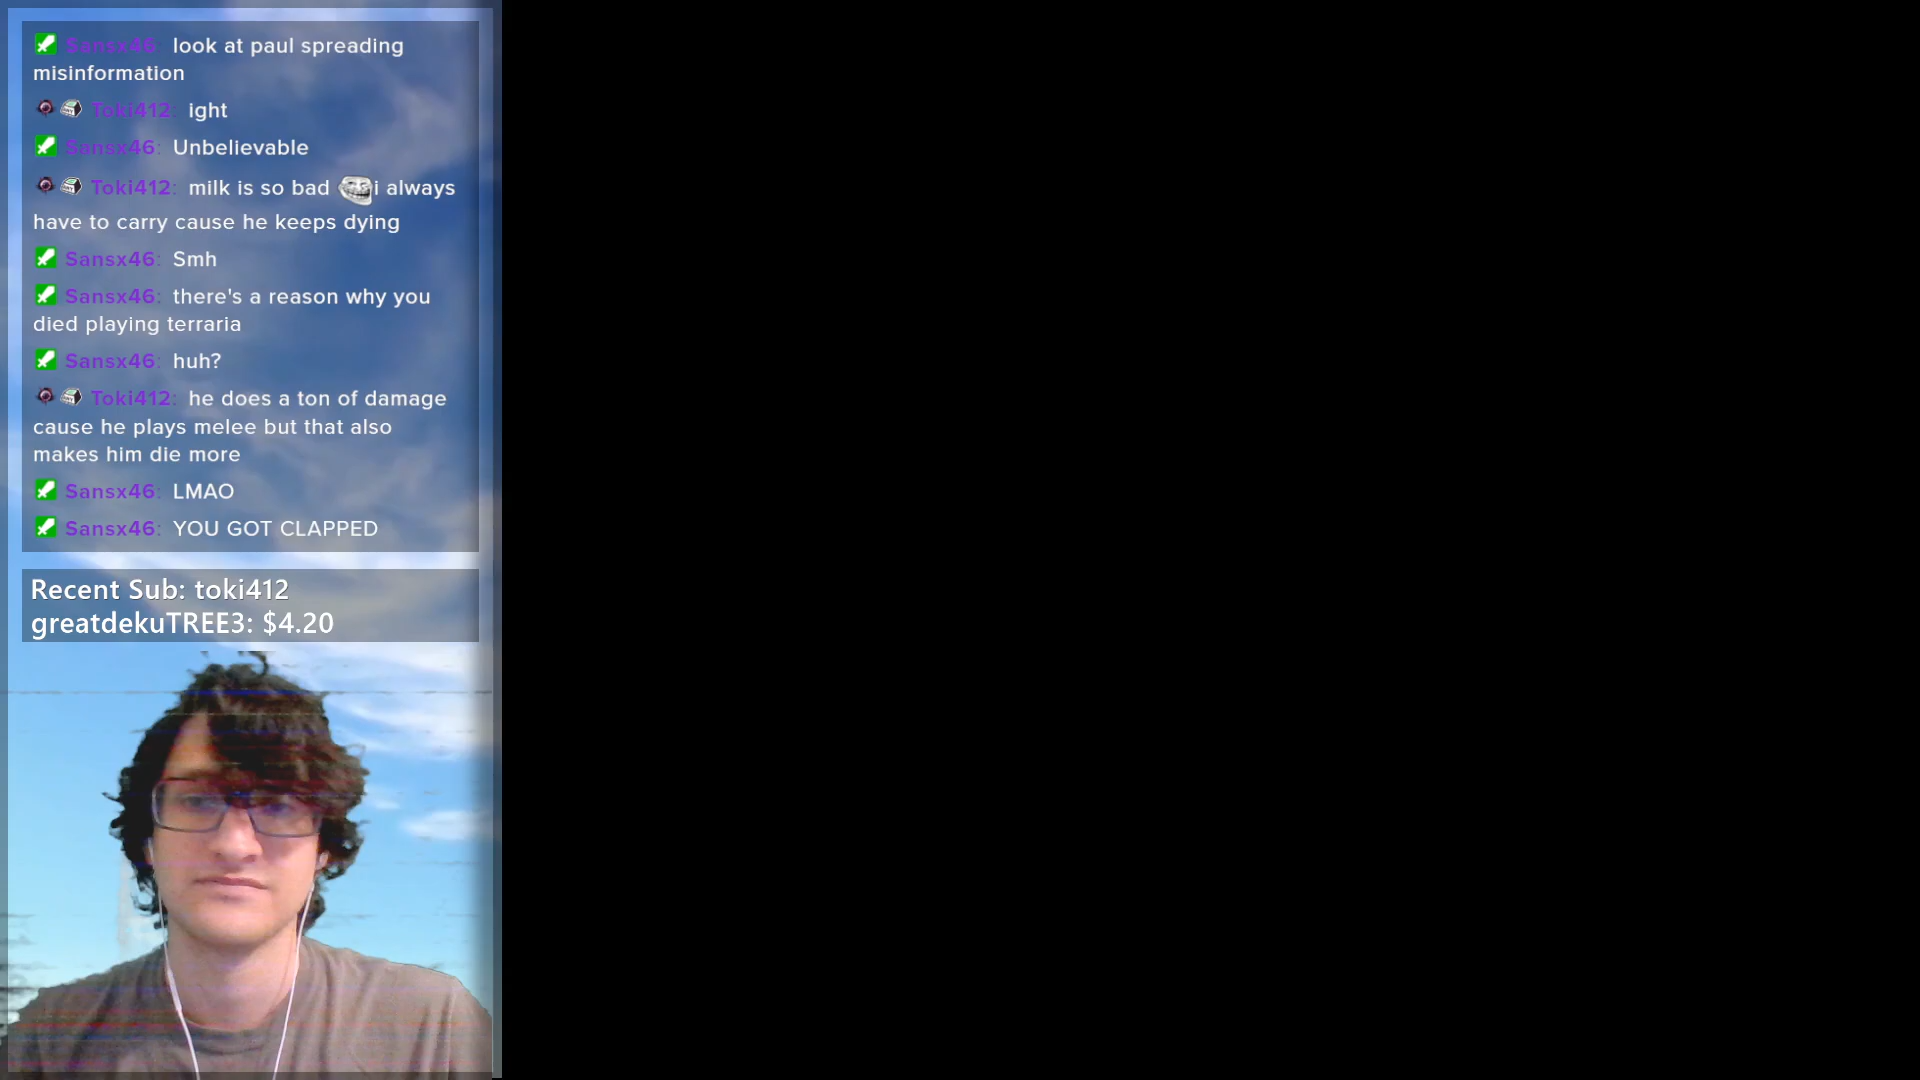 Sansx46: look at paul spreading
misinformation
Toki412: ight
Sansx46: Unbelievable
Toki412: milk is so bad i always
have to carry cause he keeps dying
Sansx46: Smh
Sansx46: there's a reason why you
died playing terraria
Sansx46: huh?
Toki412: he does a ton of damage
cause he plays melee but that also
makes him die more
Sansx46: LMAO
Sansx46: YOU GOT CLAPPED
Recent Sub: toki412
greatdekuTREE3: $4.20